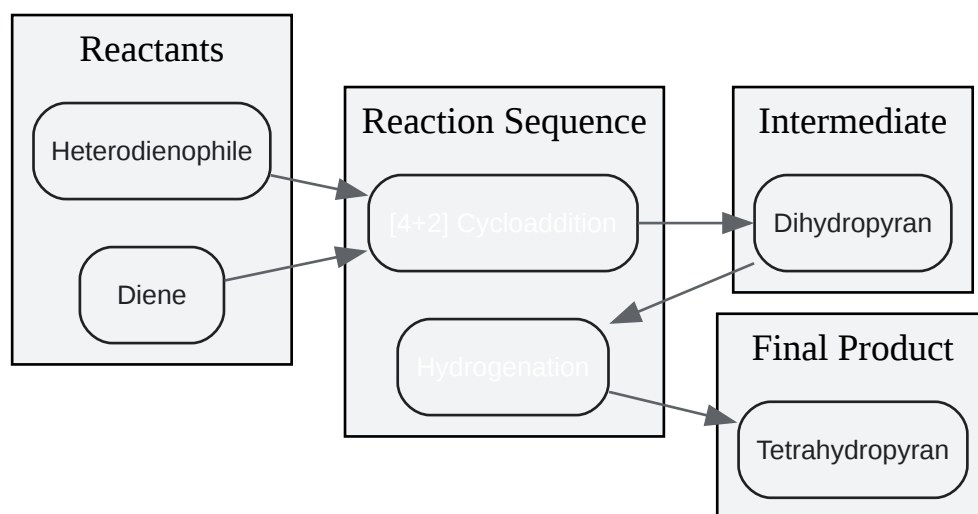 Reactants
Heterodienophile
Diene
Reaction Sequence
[4+2] Cycloaddition
Hydrogenation
Intermediate
Dihydropyran
Final Product
Tetrahydropyran